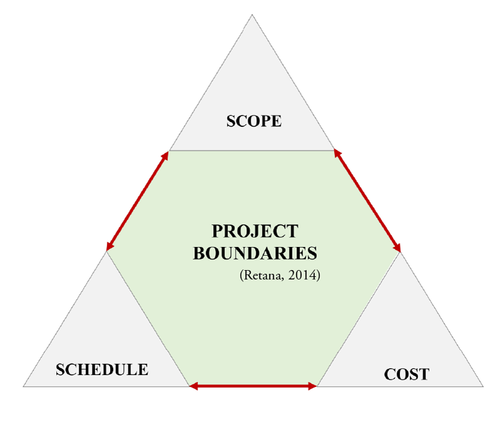 SCOPE
PROJECT
BOUNDARIES
(Retana, 2014)
SCHEDULE
COST